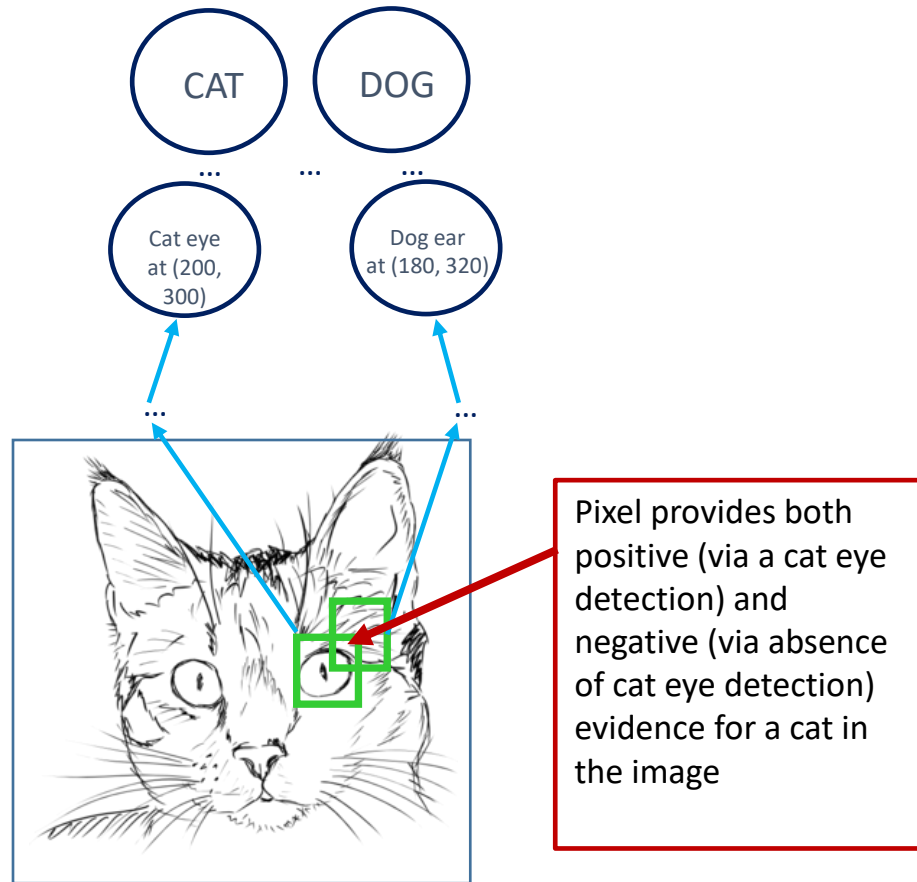 CAT
DOG
... ... ...
Cat eye
at (200,
300)
Dog ear
at (180, 320)
...
...
Pixel provides both
positive (via a cat eye
detection) and
negative (via absence
of cat eye detection)
evidence for a cat in
the image